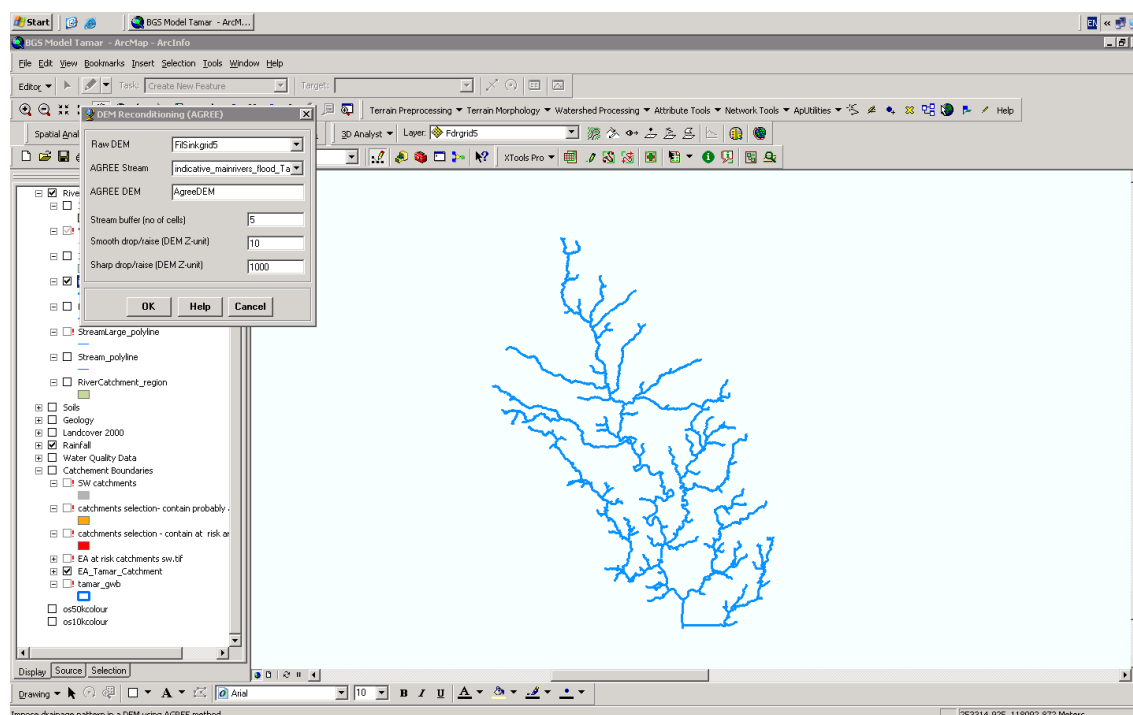 Start BGS Model Tamar - ArcM... EN
BGS Model Tamar - ArcMap - ArcInfo
File Edit View Bookmarks Insert Selection Tools Window Help
Editor Task: Create New Feature Target:
Terrain Preprocessing Terrain Morphology Watershed Processing Attribute Tools Network Tools ApUtilities Help
Spatial Anal 3D Analyst Layer: Fdrgrid5
XTools Pro
DEM Reconditioning (AGREE)
Raw DEM FilSinkgrid5
AGREE Stream indicative_mainrivers_flood_Ta
AGREE DEM AgreeDEM
Stream buffer (no of cells) 5
Smooth drop/raise (DEM Z-unit) 10
Sharp drop/raise (DEM Z-unit) 1000
OK Help Cancel
StreamLarge_polyline
Stream_polyline
RiverCatchment_region
Soils
Geology
Landcover 2000
Rainfall
Water Quality Data
Catchement Boundaries
SW catchments
catchments selection- contain probably
catchments selection - contain at risk ar
EA at risk catchments sw.tif
EA_Tamar_Catchment
tamar_gwb
os50kcolour
os10kcolour
Display Source Selection
Drawing A Arial 10 B I U A
Impose drainage pattern in a DEM using AGREE method